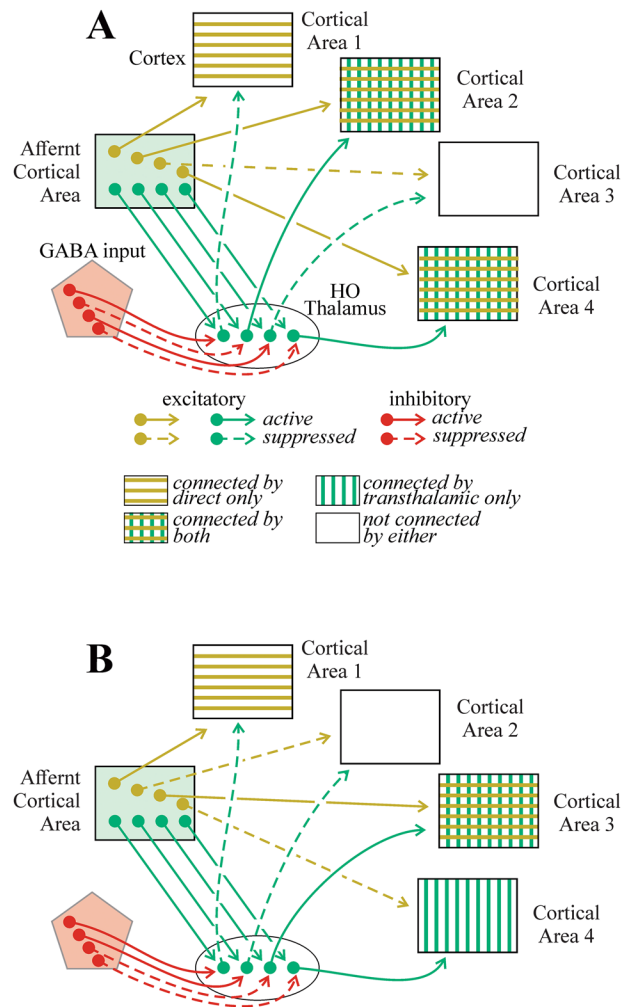 A
Cortical
Area 1
Cortex
Cortical
Area 2
Affernt
Cortical
Area
Cortical
Area 3
GABA input
HO
Thalamus
Cortical
Area 4
excitatory
inhibitory
active
suppressed
active
suppressed
connected by
direct only
connected by
transthalamic only
connected by
both
not connected
by either
B
Cortical
Area 1
Cortical
Area 2
Affernt
Cortical
Area
Cortical
Area 3
Cortical
Area 4